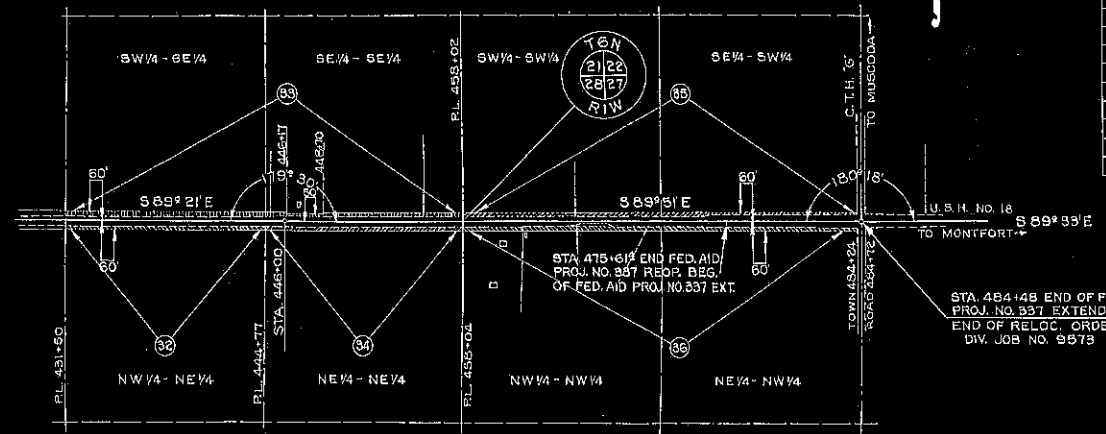 SW1/4 - SE1/4
SE1/4 - SE1/4
SW1/4 - SW1/4
SE1/4 - SW1/4
T6N
21 22
28 27
R1W
P.L. 458+02
C.T.H. "G"
TO MUSCODA
33
35
446+17
448+70
60'
S 89° 21' E
S 89° 51' E
60'
180° 18'
U.S.H. NO. 18
S 89° 33' E
TO MONTFORT
60'
STA. 446+00
STA. 475+61.4 END FED. AID
PROJ. NO. 387 REOP. BEG.
OF FED. AID PROJ. NO. 337 EXT.
60'
TOWN 484+24
ROAD 484+72
STA. 484+48 END OF F
PROJ. NO. 337 EXTEND
END OF RELOC. ORDE
DIV. JOB NO. 9573
32
34
36
P.L. 431+50
NW1/4 - NE1/4
P.L. 444+77
NE1/4 - NE1/4
P.L. 458+04
NW1/4 - NW1/4
NE1/4 - NW1/4